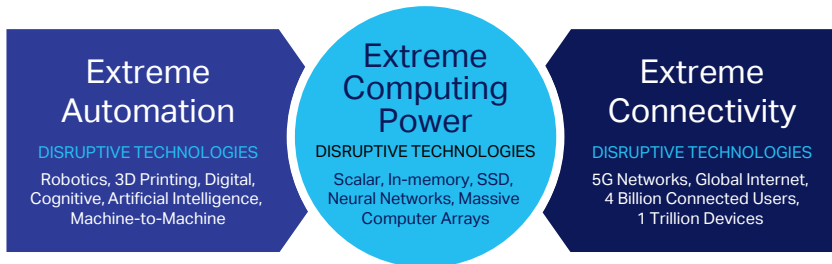 Extreme
Automation
DISRUPTIVE TECHNOLOGIES
Robotics, 3D Printing, Digital,
Cognitive, Artificial Intelligence,
Machine-to-Machine
Extreme
Computing
Power
DISRUPTIVE TECHNOLOGIES
Scalar, In-memory, SSD,
Neural Networks, Massive
Computer Arrays
Extreme
Connectivity
DISRUPTIVE TECHNOLOGIES
5G Networks, Global Internet,
4 Billion Connected Users,
1 Trillion Devices